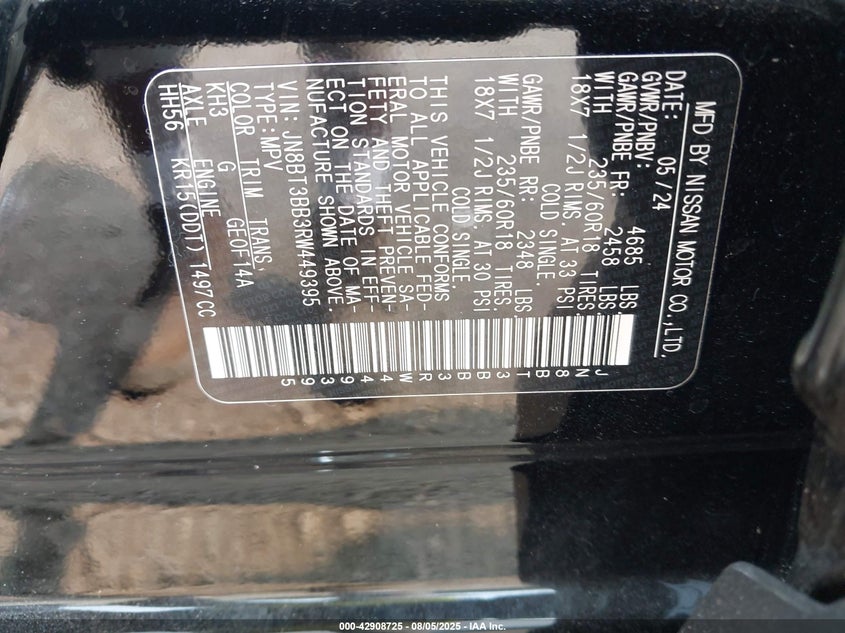 MFD BY NISSAN MOTOR CO.,LTD.
DATE: 05/24
GVWR/PNBV: 4685 LBS.
GAWR/PNBE FR: 2458 LBS.
WITH 235/60R18 TIRES.
18X7 1/2J RIMS. AT 33 PSI
COLD SINGLE.
GAWR/PNBE RR: 2348 LBS
WITH 235/60R18 TIRES.
18X7 1/2J RIMS. AT 30 PSI
COLD SINGLE.
THIS VEHICLE CONFORMS
TO ALL APPLICABLE FED-
ERAL MOTOR VEHICLE SA-
FETY AND THEFT PREVEN-
TION STANDARDS IN EFF-
ECT ON THE DATE OF MA-
NUFACTURE SHOWN ABOVE.
VIN: JN8BT3BB3RW449395
TYPE:MPV
COLOR TRIM TRANS,
KH3 G GE0F14A
AXLE ENGINE
HH56 KR15(DDT) 1497CC
JN8BT3BB3RW449395
000-42908725 - 08/05/2025 - IAA Inc.